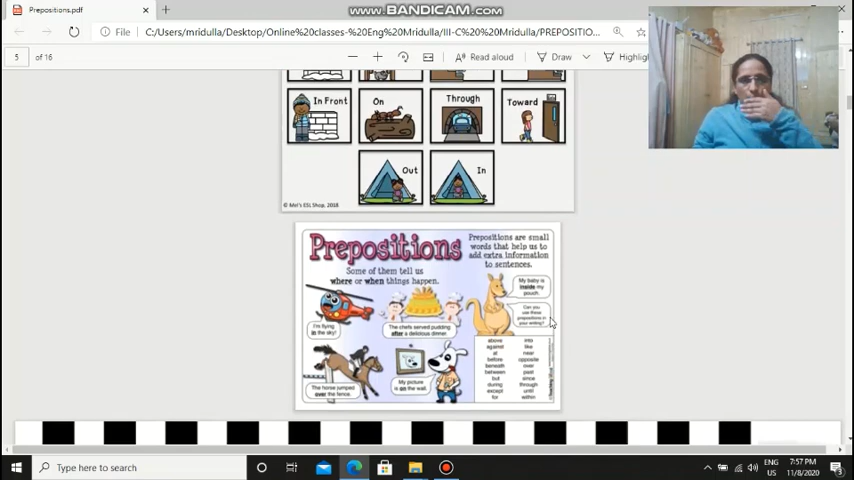 Prepositions.pdf
WWW.BANDICAM.COM
File
C:/Users/mridulla/Desktop/Online%20classes-%20Eng%20Mridulla/III-C%20%20Mridulla/PREPOSITIO...
5
of 16
Read aloud
Draw
Highligh
In Front
On
Through
Toward
Out
In
© Mel's ESL Shop, 2018
Prepositions
Some of them tell us
where or when things happen.
Prepositions are small
words that help us to
add extra information
to sentences.
My baby is
inside my
pouch.
Can you
use these
prepositions in
your writing?
I'm flying
in the sky!
The chefs served pudding
after a delicious dinner.
The horse jumped
over the fence.
My picture
is on the wall.
above
against
at
before
beneath
between
but
during
except
for
into
like
near
opposite
over
past
since
through
until
within
Type here to search
ENG
US
7:57 PM
11/8/2020
3